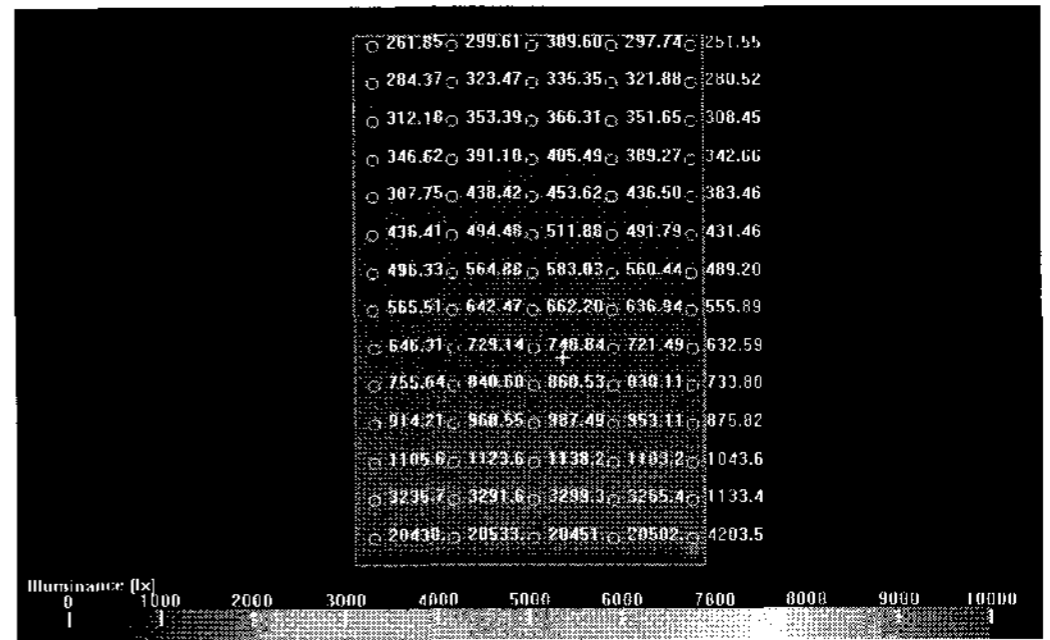 261.85 299.61 309.60 297.74 251.55
284.37 323.47 335.35 321.88 280.52
312.18 353.39 366.31 351.65 308.45
346.62 391.10 405.49 389.27 342.66
387.75 438.42 453.62 436.50 383.46
436.41 494.48 511.88 491.79 431.46
496.33 564.88 583.03 560.44 489.20
565.51 642.47 662.20 636.94 555.89
646.31 729.14 748.84 721.49 632.59
755.64 840.60 860.53 830.11 733.80
914.21 968.55 987.49 953.11 875.82
1105.6 1123.6 1138.2 1103.2 1043.6
3235.7 3291.6 3299.3 3265.4 1133.4
20430. 20533. 20451. 20502. 4203.5
Illuminance [lx]
0 1000 2000 3000 4000 5000 6000 7000 8000 9000 10000